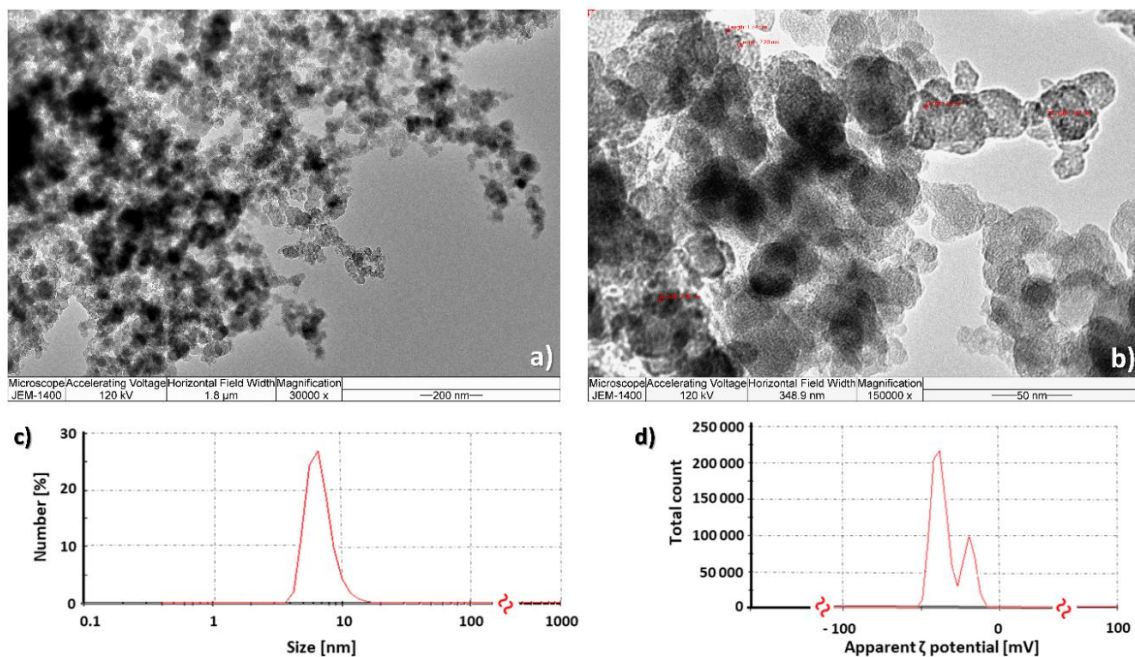 a)
Microscope Accelerating Voltage Horizontal Field Width Magnification
JEM-1400 120 kV 1.8 µm 30000 x 200 nm
b)
Microscope Accelerating Voltage Horizontal Field Width Magnification
JEM-1400 120 kV 348.9 nm 150000 x 50 nm
c)
30
20
10
0
Number [%]
0.1 1 10 100 1000
Size [nm]
d)
250 000
200 000
150 000
100 000
50 000
0
Total count
- 100 0 100
Apparent ζ potential [mV]